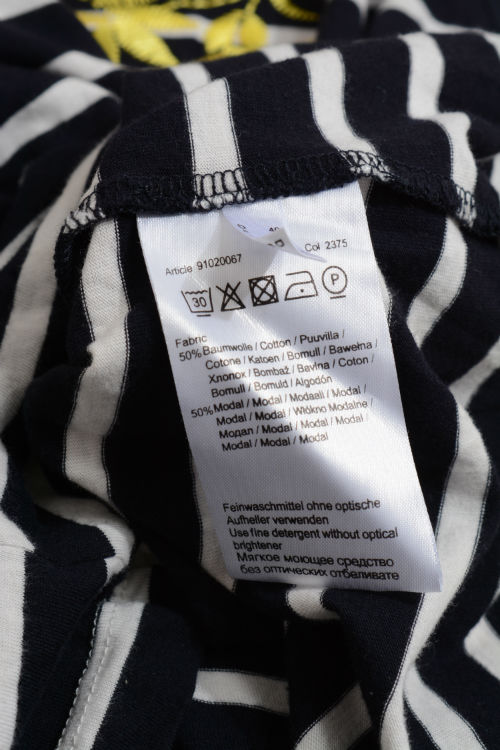 40
Article 91020067 Col 2375
30 P
Fabric
50% Baumwolle / Cotton / Puuvilla /
Cotone / Katoen / Bomull / Bawełna /
Хлопок / Bombaž / Bavlna / Coton /
Bomull / Bomuld / Algodón
50% Modal / Modal / Modaali / Modal /
Modal / Modal / Włókno Modalne /
Модал / Modal / Modal / Modal /
Modal / Modal / Modal
Feinwaschmittel ohne optische
Aufheller verwenden
Use fine detergent without optical
brightener
Мягкое моющее средство
без оптических отбеливате